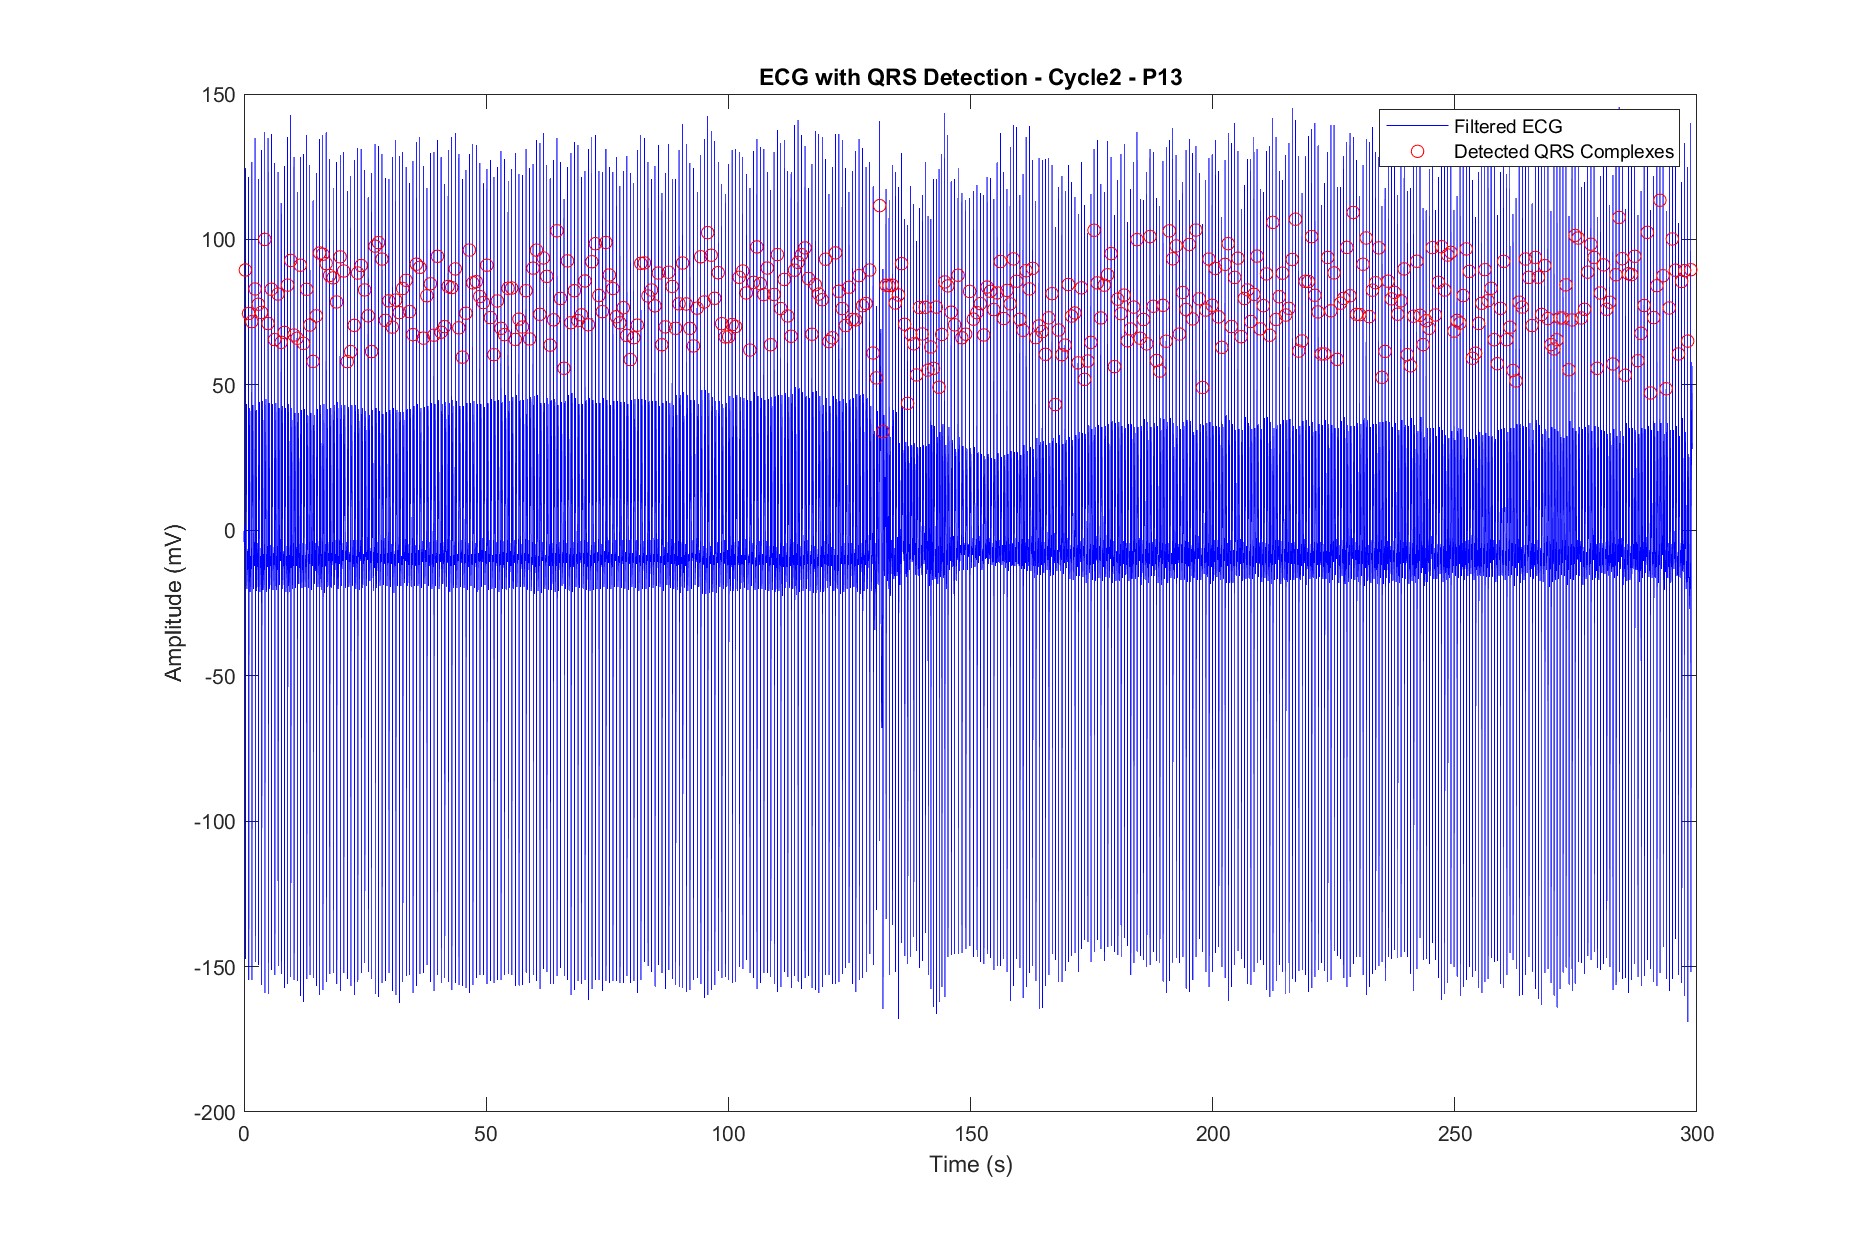 ECG with QRS Detection - Cycle2 - P13
150
100
50
0
-50
-100
-150
-200
Amplitude (mV)
Filtered ECG
Detected QRS Complexes
0 50 100 150 200 250 300
Time (s)